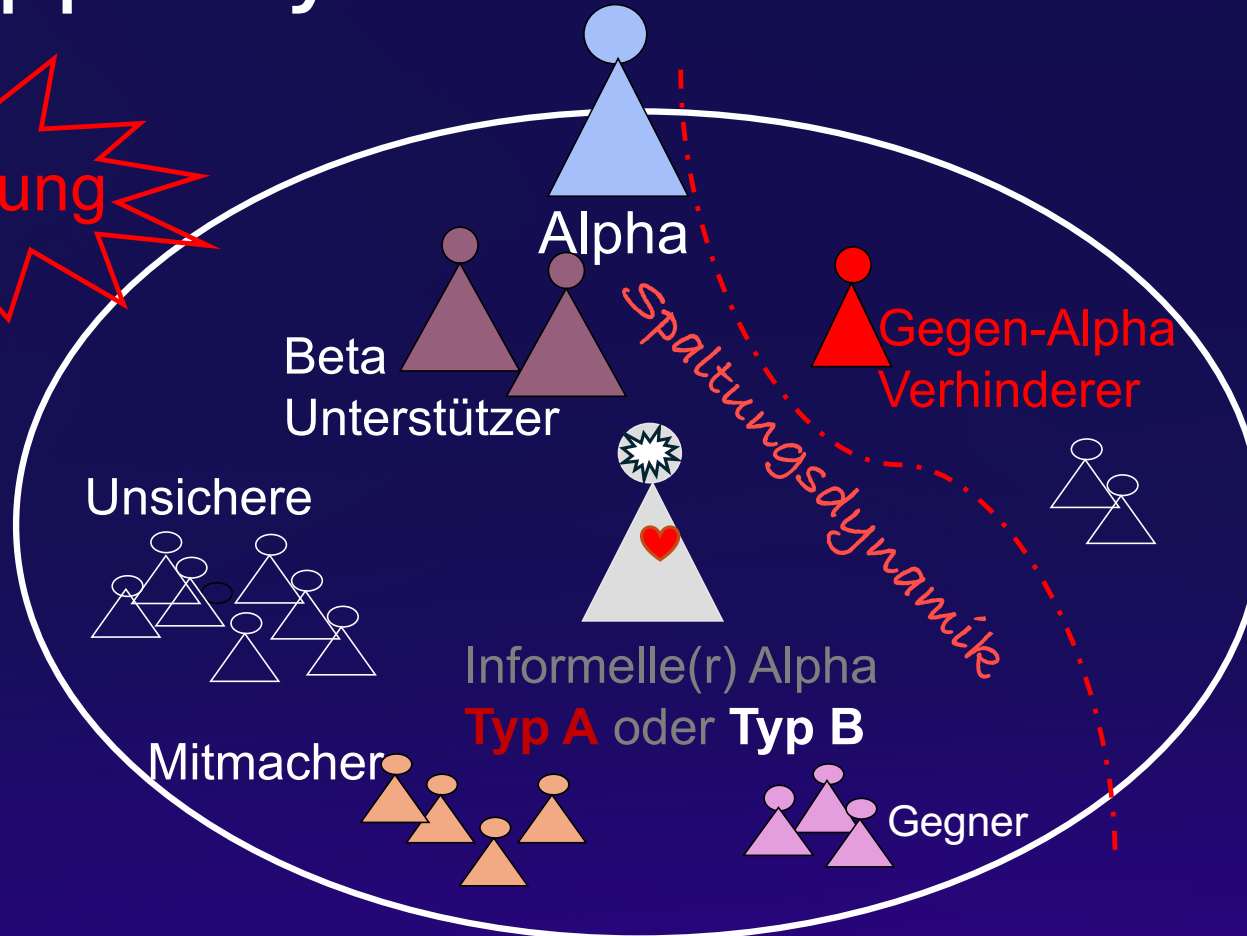 ung
Alpha
Spaltungsdynamik
Gegen-Alpha
Verhinderer
Beta
Unterstützer
Unsichere
Informelle(r) Alpha
Typ A oder Typ B
Mitmacher
Gegner